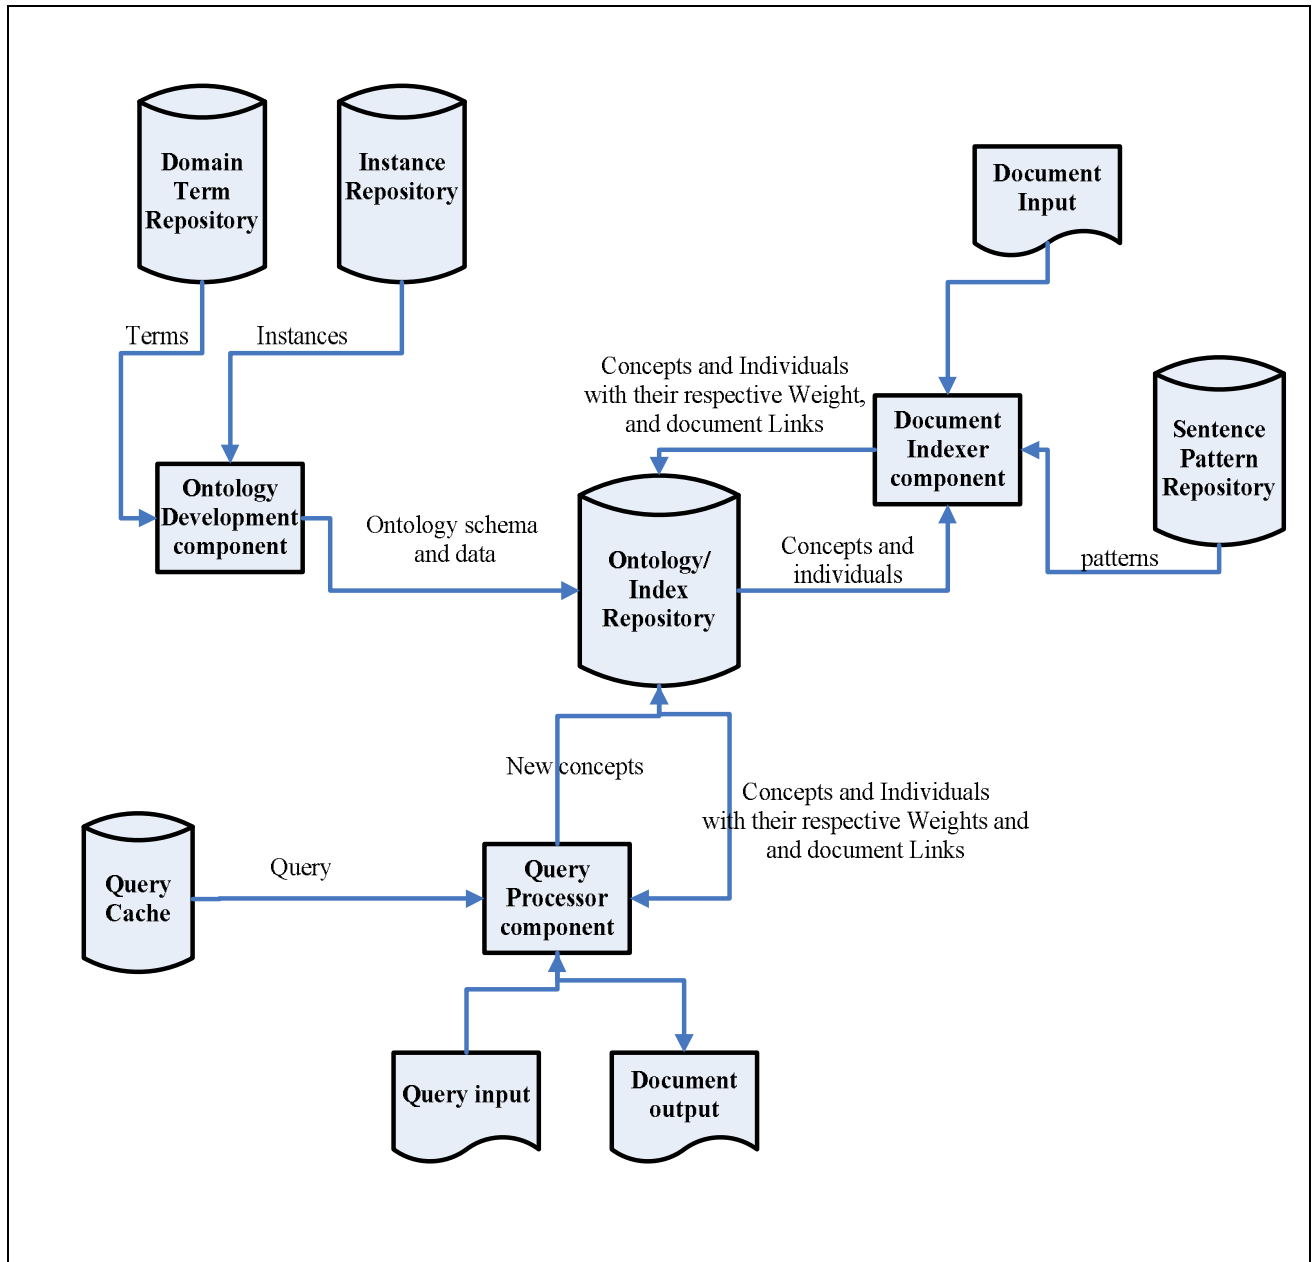 Domain
Term
Repository
Instance
Repository
Document
Input
Terms
Instances
Concepts and Individuals
with their respective Weight,
and document Links
Document
Indexer
component
Sentence
Pattern
Repository
Ontology
Development
component
Ontology schema
and data
Ontology/
Index
Repository
Concepts and
individuals
patterns
New concepts
Concepts and Individuals
with their respective Weights and
and document Links
Query
Cache
Query
Query
Processor
component
Query input
Document
output